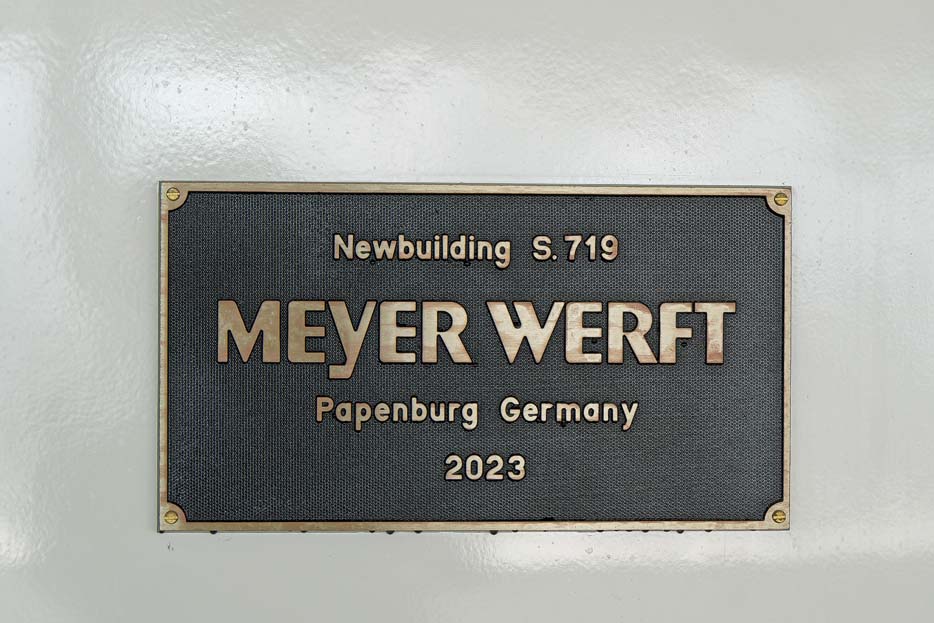 Newbuilding S. 719
MEYER WERFT
Papenburg Germany
2023